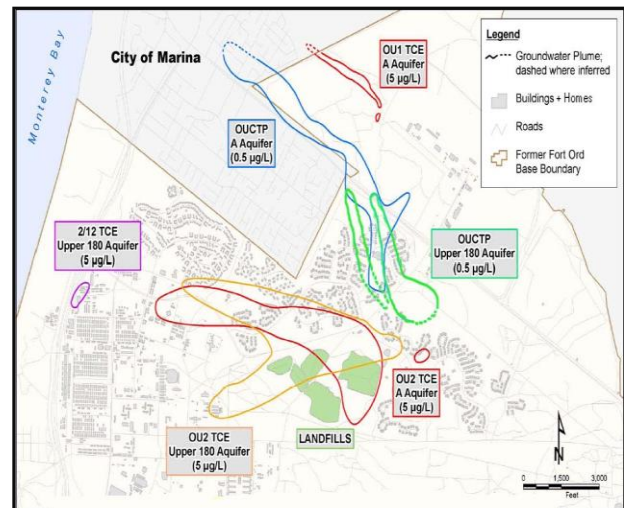 City of Marina
Monterey Bay
OU1 TCE
A Aquifer
(5 µg/L)
Legend
Groundwater Plume;
dashed where inferred
Buildings + Homes
Roads
Former Fort Ord
Base Boundary
OUCTP
A Aquifer
(0.5 µg/L)
2/12 TCE
Upper 180 Aquifer
(5 µg/L)
OUCTP
Upper 180 Aquifer
(0.5 µg/L)
OU2 TCE
A Aquifer
(5 µg/L)
OU2 TCE
Upper 180 Aquifer
(5 µg/L)
LANDFILLS
N
0 1,500 3,000
Feet